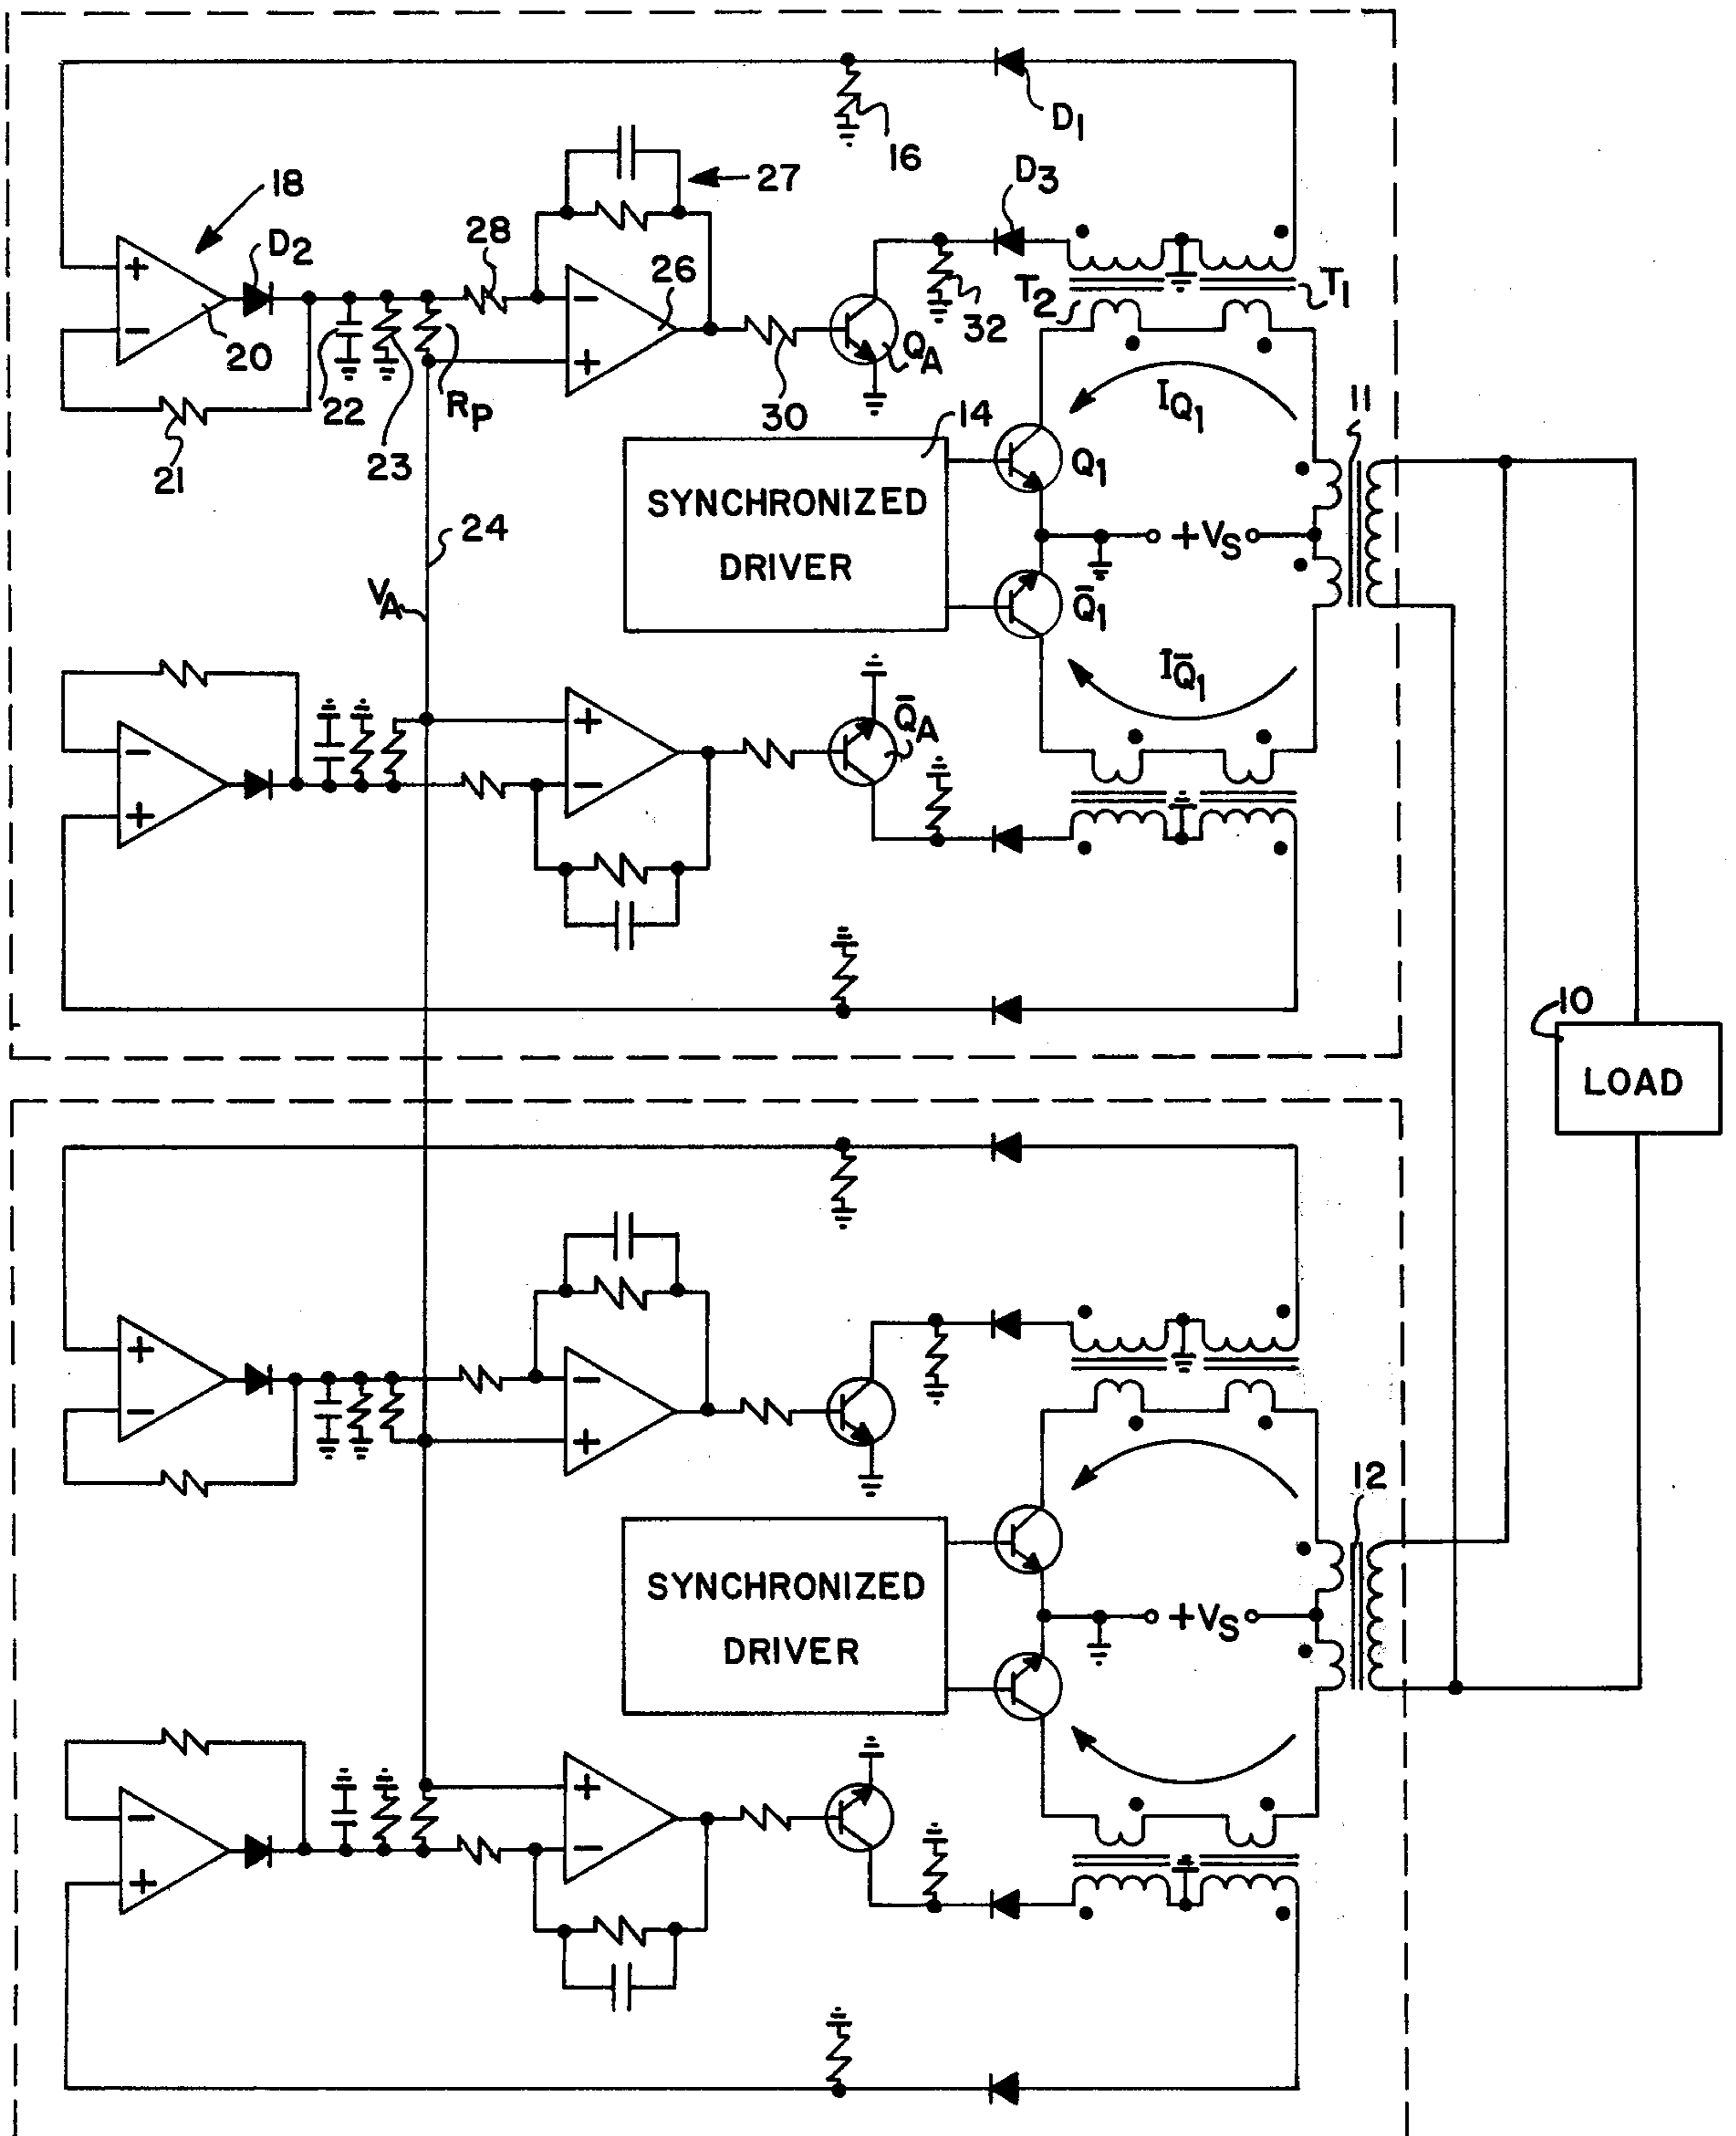 D1
16
27
D3
18
D2
28
26
T2
T1
20
22
RP
QA
32
30
21
23
14
IQ1
11
SYNCHRONIZED
DRIVER
Q1
24
+VS
VA
Q̄1
IQ̄1
Q̄A
10
LOAD
12
SYNCHRONIZED
DRIVER
+VS
+
−
−
+
+
−
−
+
+
−
−
+
+
−
−
+